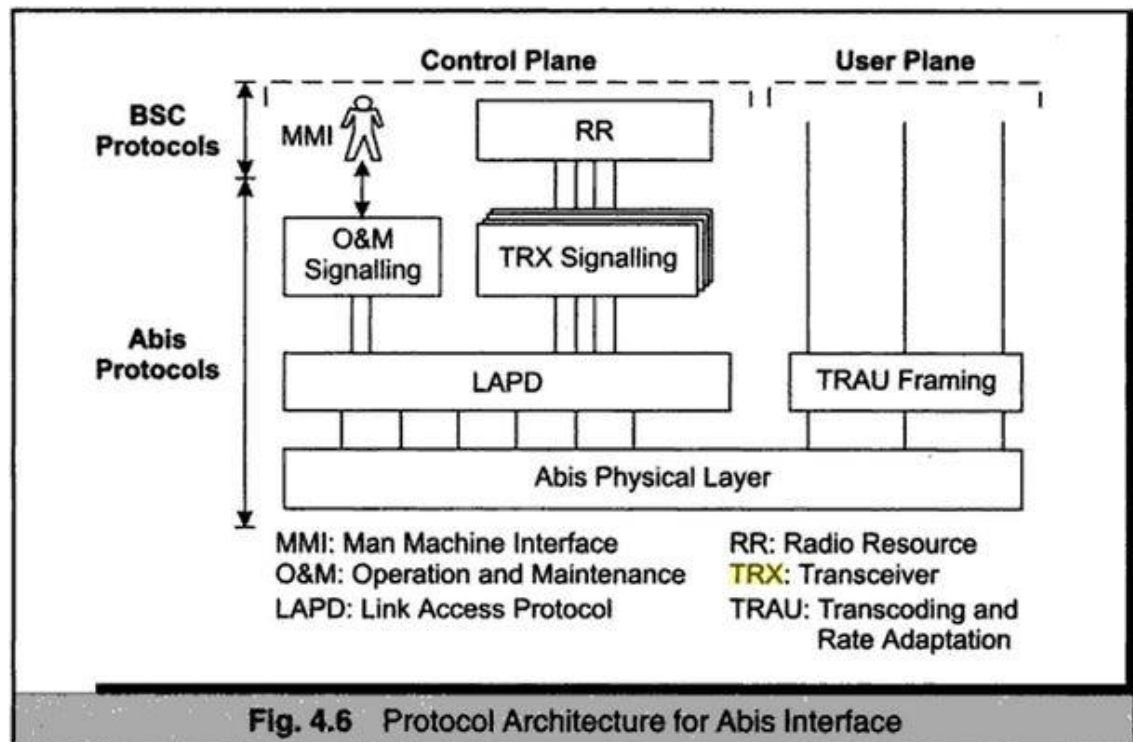 Control Plane
User Plane
BSC
Protocols
MMI
RR
O&M
Signalling
TRX Signalling
Abis
Protocols
LAPD
TRAU Framing
Abis Physical Layer
MMI: Man Machine Interface
O&M: Operation and Maintenance
LAPD: Link Access Protocol
RR: Radio Resource
TRX: Transceiver
TRAU: Transcoding and
Rate Adaptation
Fig. 4.6 Protocol Architecture for Abis Interface